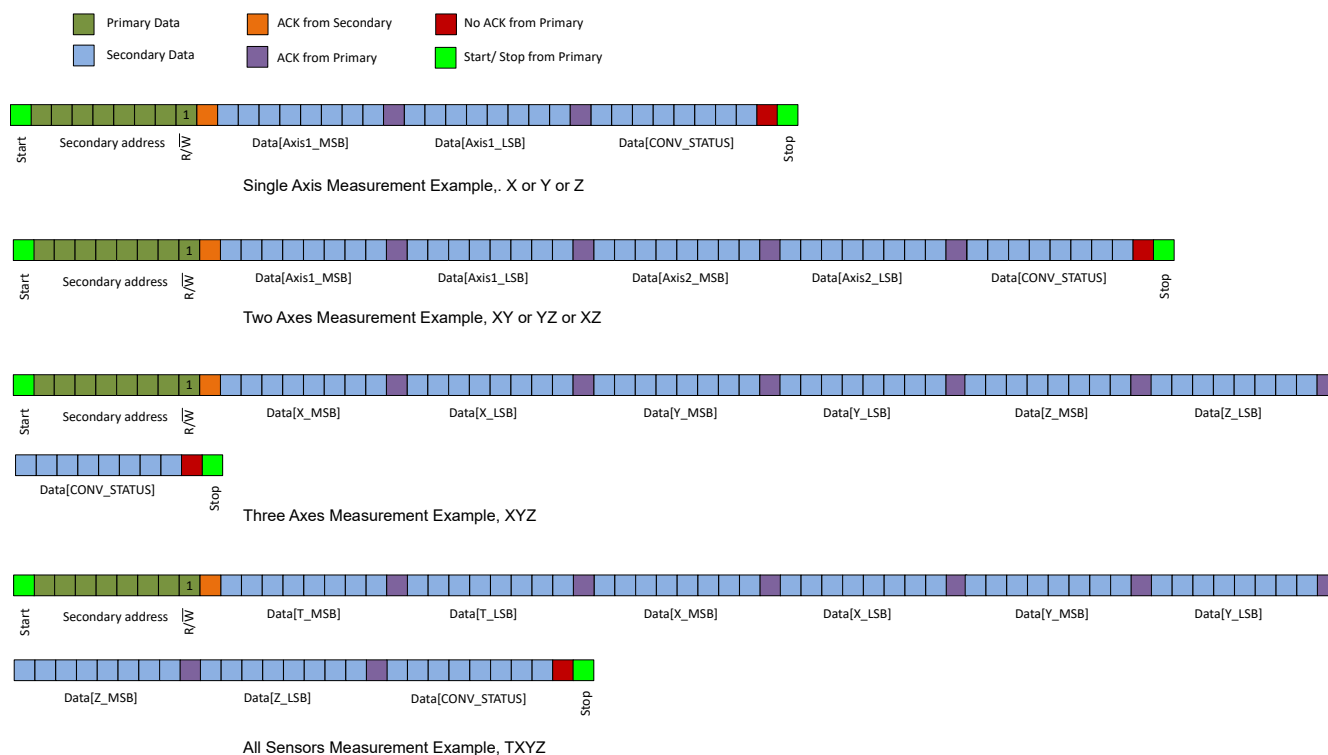 Primary Data
ACK from Secondary
No ACK from Primary
Secondary Data
ACK from Primary
Start/ Stop from Primary
1
Start
Secondary address
R/W
Data[Axis1_MSB]
Data[Axis1_LSB]
Data[CONV_STATUS]
Stop
Single Axis Measurement Example,. X or Y or Z
1
Start
Secondary address
R/W
Data[Axis1_MSB]
Data[Axis1_LSB]
Data[Axis2_MSB]
Data[Axis2_LSB]
Data[CONV_STATUS]
Stop
Two Axes Measurement Example, XY or YZ or XZ
1
Start
Secondary address
R/W
Data[X_MSB]
Data[X_LSB]
Data[Y_MSB]
Data[Y_LSB]
Data[Z_MSB]
Data[Z_LSB]
Data[CONV_STATUS]
Stop
Three Axes Measurement Example, XYZ
1
Start
Secondary address
R/W
Data[T_MSB]
Data[T_LSB]
Data[X_MSB]
Data[X_LSB]
Data[Y_MSB]
Data[Y_LSB]
Data[Z_MSB]
Data[Z_LSB]
Data[CONV_STATUS]
Stop
All Sensors Measurement Example, TXYZ